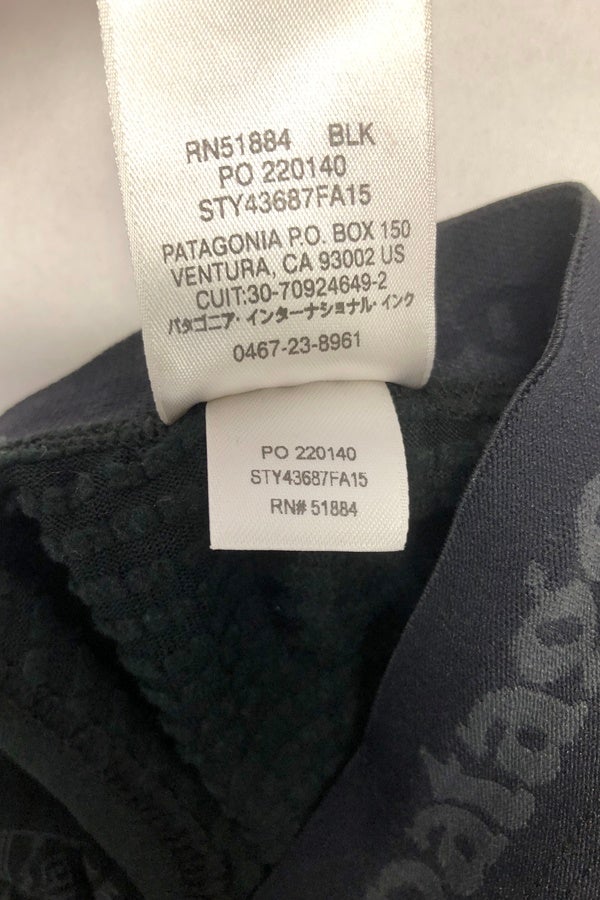 RN51884 BLK
PO 220140
STY43687FA15
PATAGONIA P.O. BOX 150
VENTURA, CA 93002 US
CUIT:30-70924649-2
パタゴニア・インターナショナル・インク
0467-23-8961
PO 220140
STY43687FA15
RN# 51884
patago